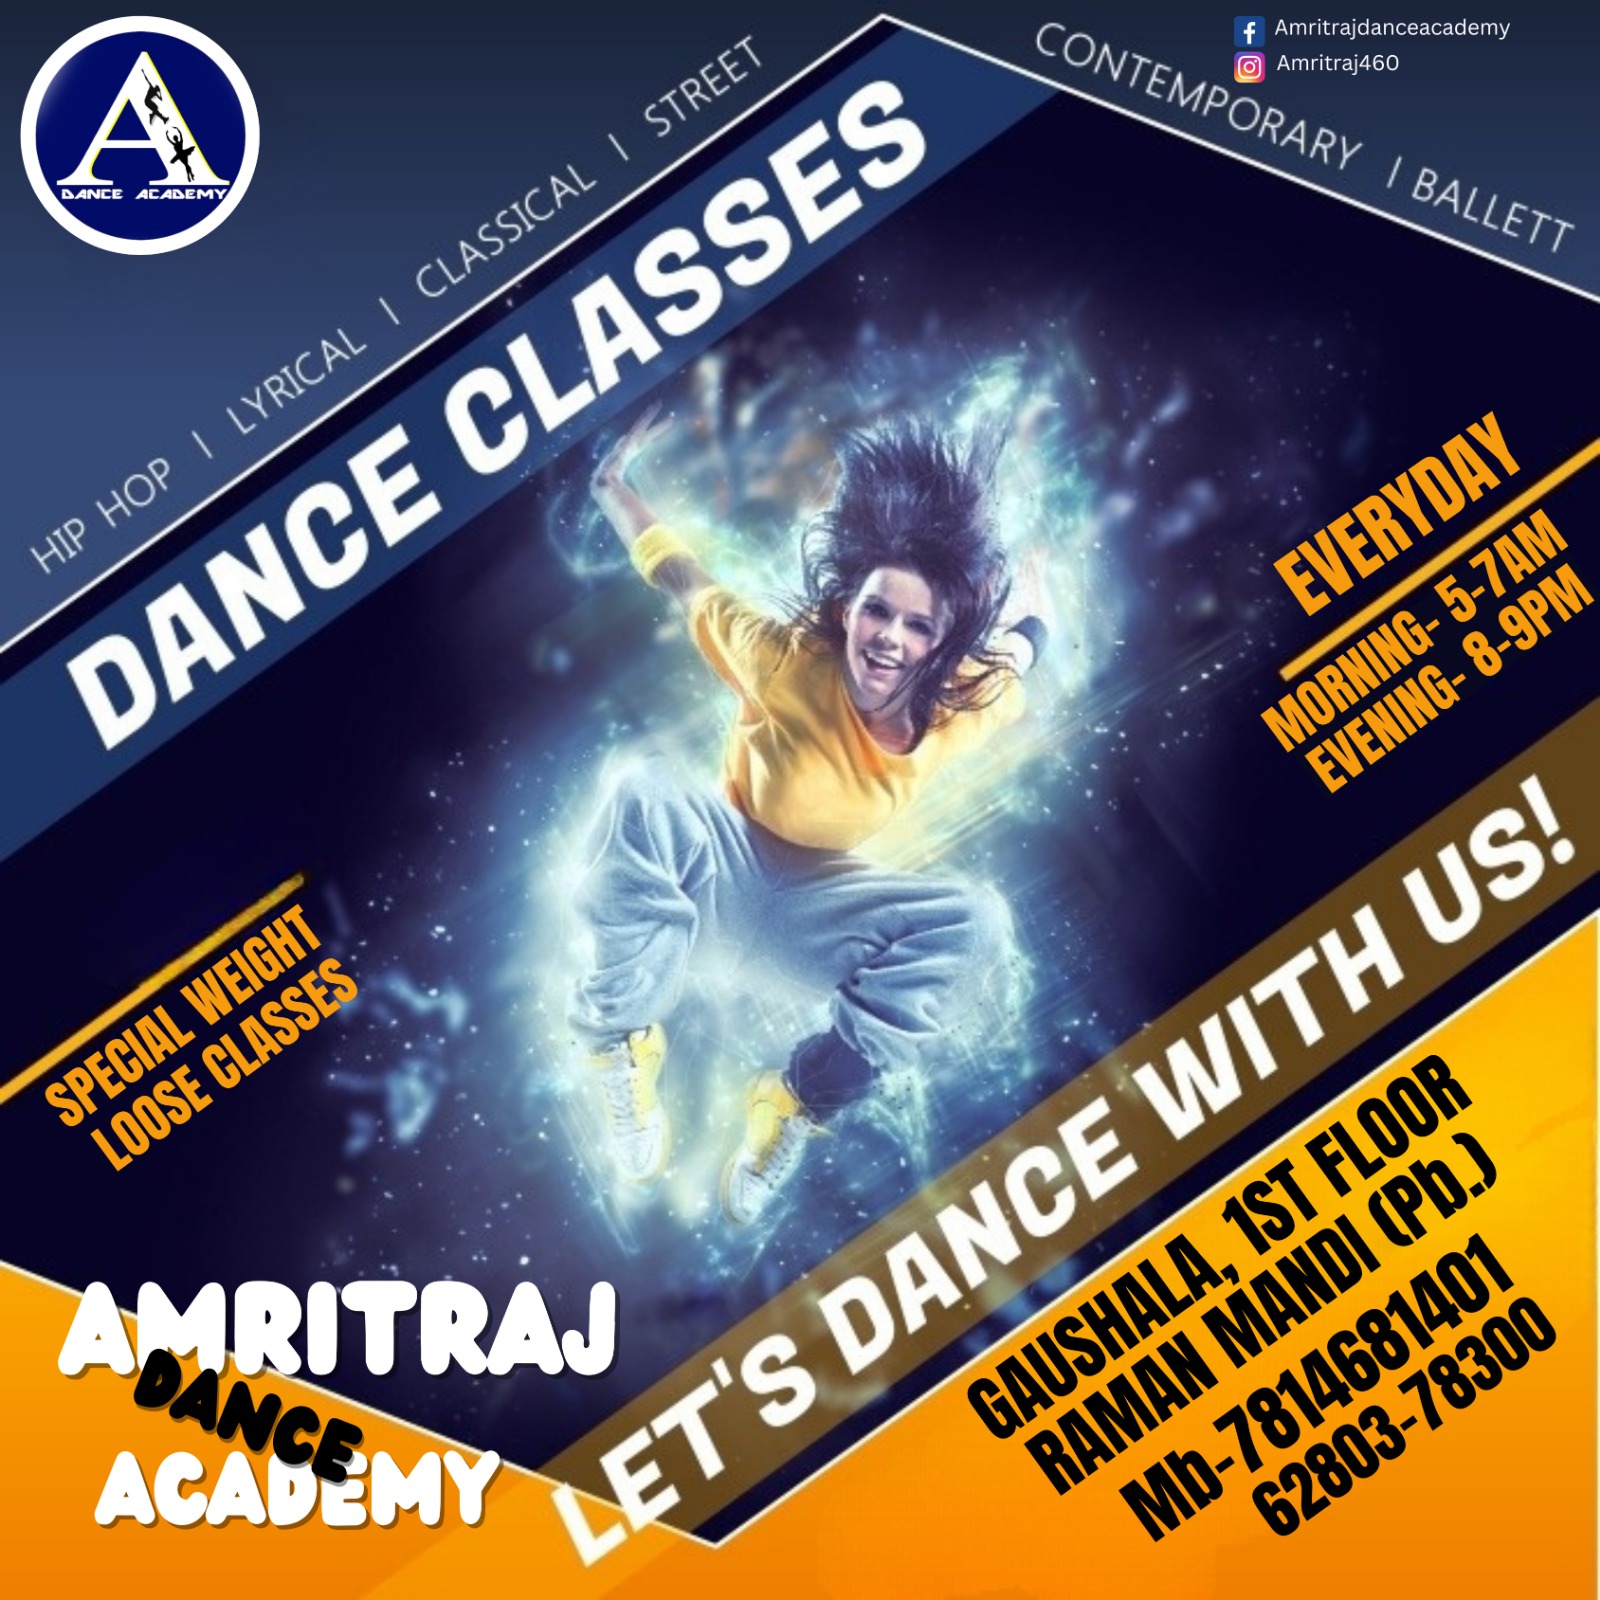 Amritrajdanceacademy
Amritraj460
A
DANCE ACADEMY
HIP HOP | LYRICAL | CLASSICAL | STREET
CONTEMPORARY | BALLETT
DANCE CLASSES
EVERYDAY
MORNING- 5-7AM
EVENING- 8-9PM
SPECIAL WEIGHT
LOOSE CLASSES
LET'S DANCE WITH US!
AMRITRAJ
DANCE
ACADEMY
GAUSHALA, 1ST FLOOR
RAMAN MANDI (Pb.)
Mb-7814681401
62803-78300